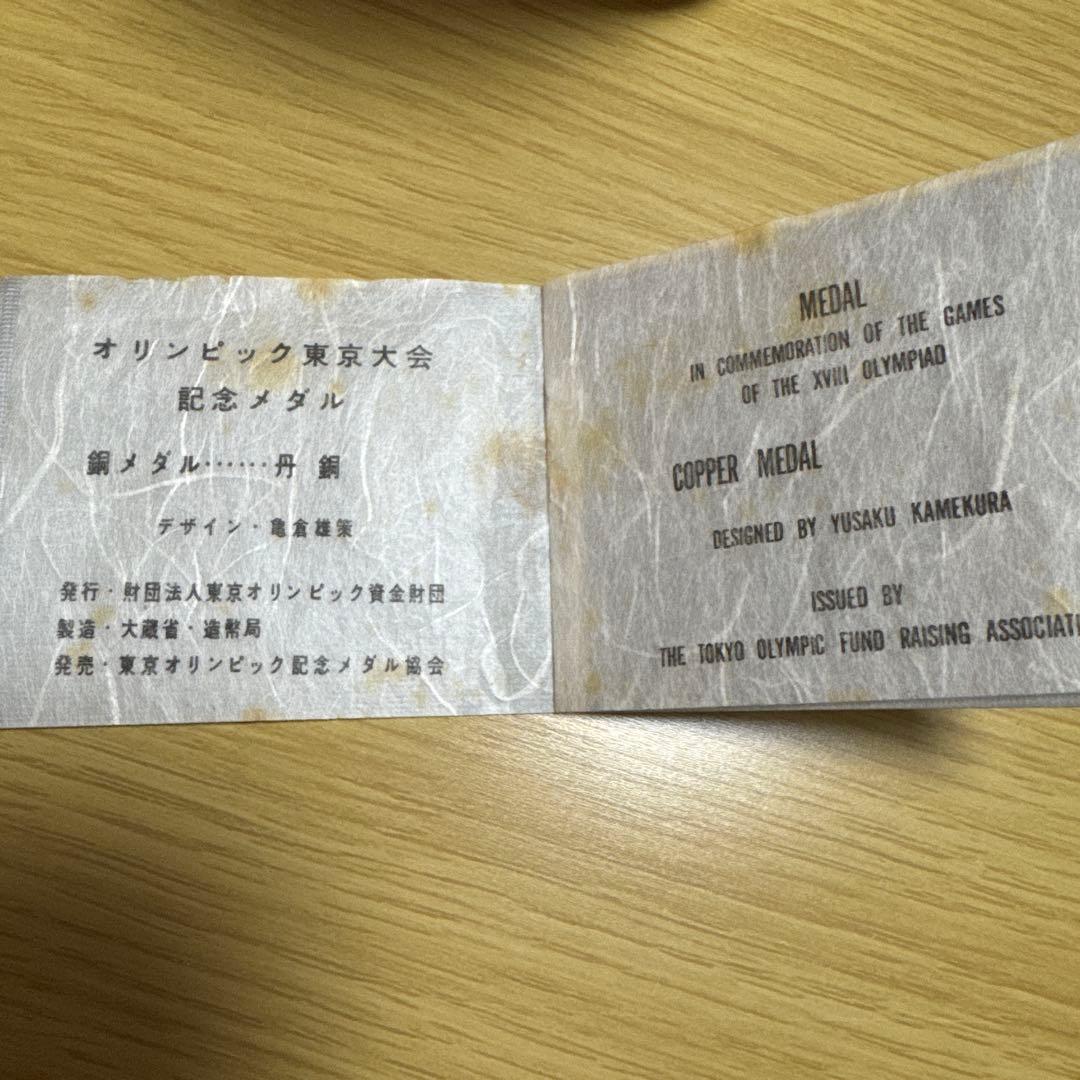 オリンピック東京大会
記念メダル
銅メダル……丹 銅
デザイン・亀倉雄策
発行・財団法人東京オリンピック資金財団
製造・大蔵省・造幣局
発売・東京オリンピック記念メダル協会
MEDAL
IN COMMEMORATION OF THE GAMES
OF THE XVIII OLYMPIAD
COPPER MEDAL
DESIGNED BY YUSAKU KAMEKURA
ISSUED BY
THE TOKYO OLYMPIC FUND RAISING ASSOCIATI